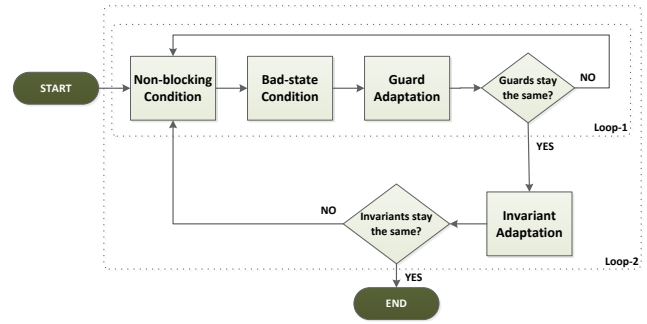 START
Non-blocking
Condition
Bad-state
Condition
Guard
Adaptation
Guards stay
the same?
NO
Loop-1
YES
Invariant
Adaptation
Invariants stay
the same?
NO
Loop-2
YES
END